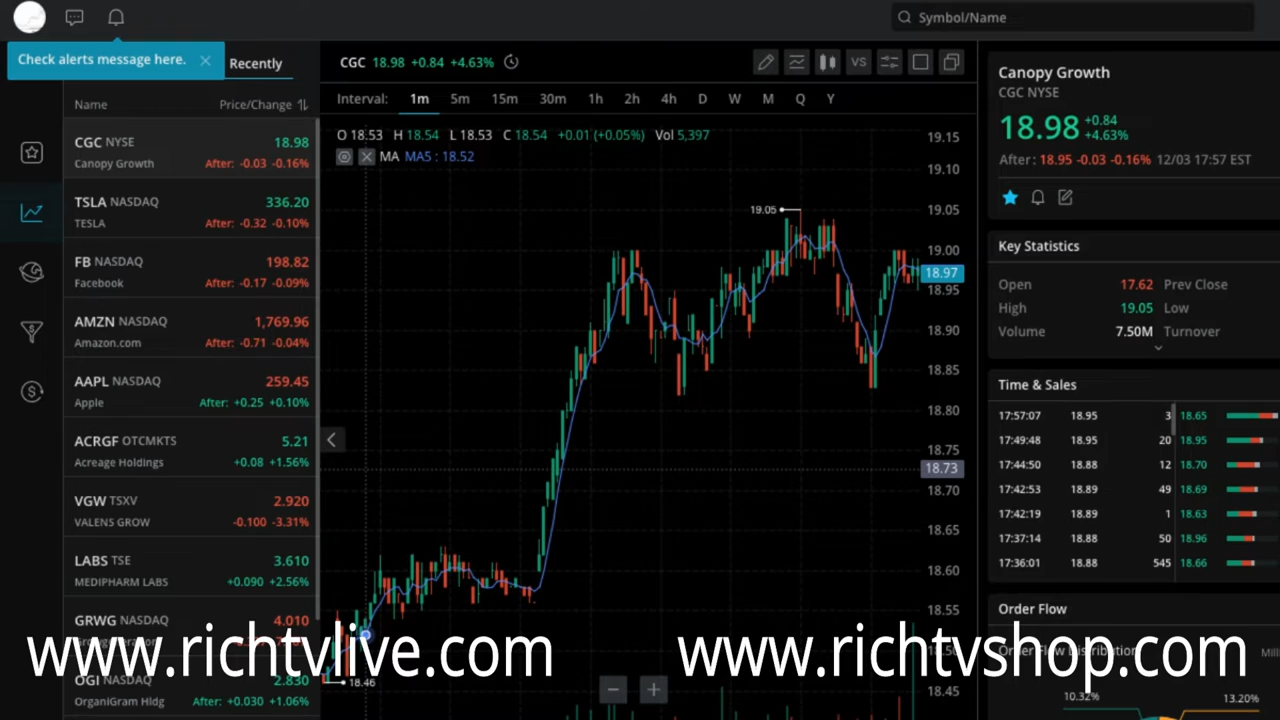 Symbol/Name
Check alerts message here.
Recently
Name Price/Change
CGC NYSE 18.98
Canopy Growth After: -0.03 -0.16%
TSLA NASDAQ 336.20
TESLA After: -0.32 -0.10%
FB NASDAQ 198.82
Facebook After: -0.17 -0.09%
AMZN NASDAQ 1,769.96
Amazon.com After: -0.71 -0.04%
AAPL NASDAQ 259.45
Apple After: +0.25 +0.10%
ACRGF OTCMKTS 5.21
Acreage Holdings +0.08 +1.56%
VGW TSXV 2.920
VALENS GROW -0.100 -3.31%
LABS TSE 3.610
MEDIPHARM LABS +0.090 +2.56%
GRWG NASDAQ 4.010
OGI NASDAQ 2.830
OrganiGram Hldg After: +0.030 +1.06%
CGC 18.98 +0.84 +4.63%
VS
Interval: 1m 5m 15m 30m 1h 2h 4h D W M Q Y
O 18.53 H 18.54 L 18.53 C 18.54 +0.01 (+0.05%) Vol 5,397
MA MA5 : 18.52
19.15
19.10
19.05
19.05
19.00
18.97
18.95
18.90
18.85
18.80
18.75
18.73
18.70
18.65
18.60
18.55
18.46
18.45
Canopy Growth
CGC NYSE
18.98 +0.84
+4.63%
After : 18.95 -0.03 -0.16% 12/03 17:57 EST
Key Statistics
Open 17.62 Prev Close
High 19.05 Low
Volume 7.50M Turnover
Time & Sales
17:57:07 18.95 3 18.65
17:49:48 18.95 20 18.95
17:44:50 18.88 12 18.70
17:42:53 18.89 49 18.69
17:42:19 18.89 1 18.63
17:37:14 18.88 50 18.96
17:36:01 18.88 545 18.66
Order Flow
Order Flow Distribution
10.32% 13.20%
www.richtvlive.com www.richtvshop.com